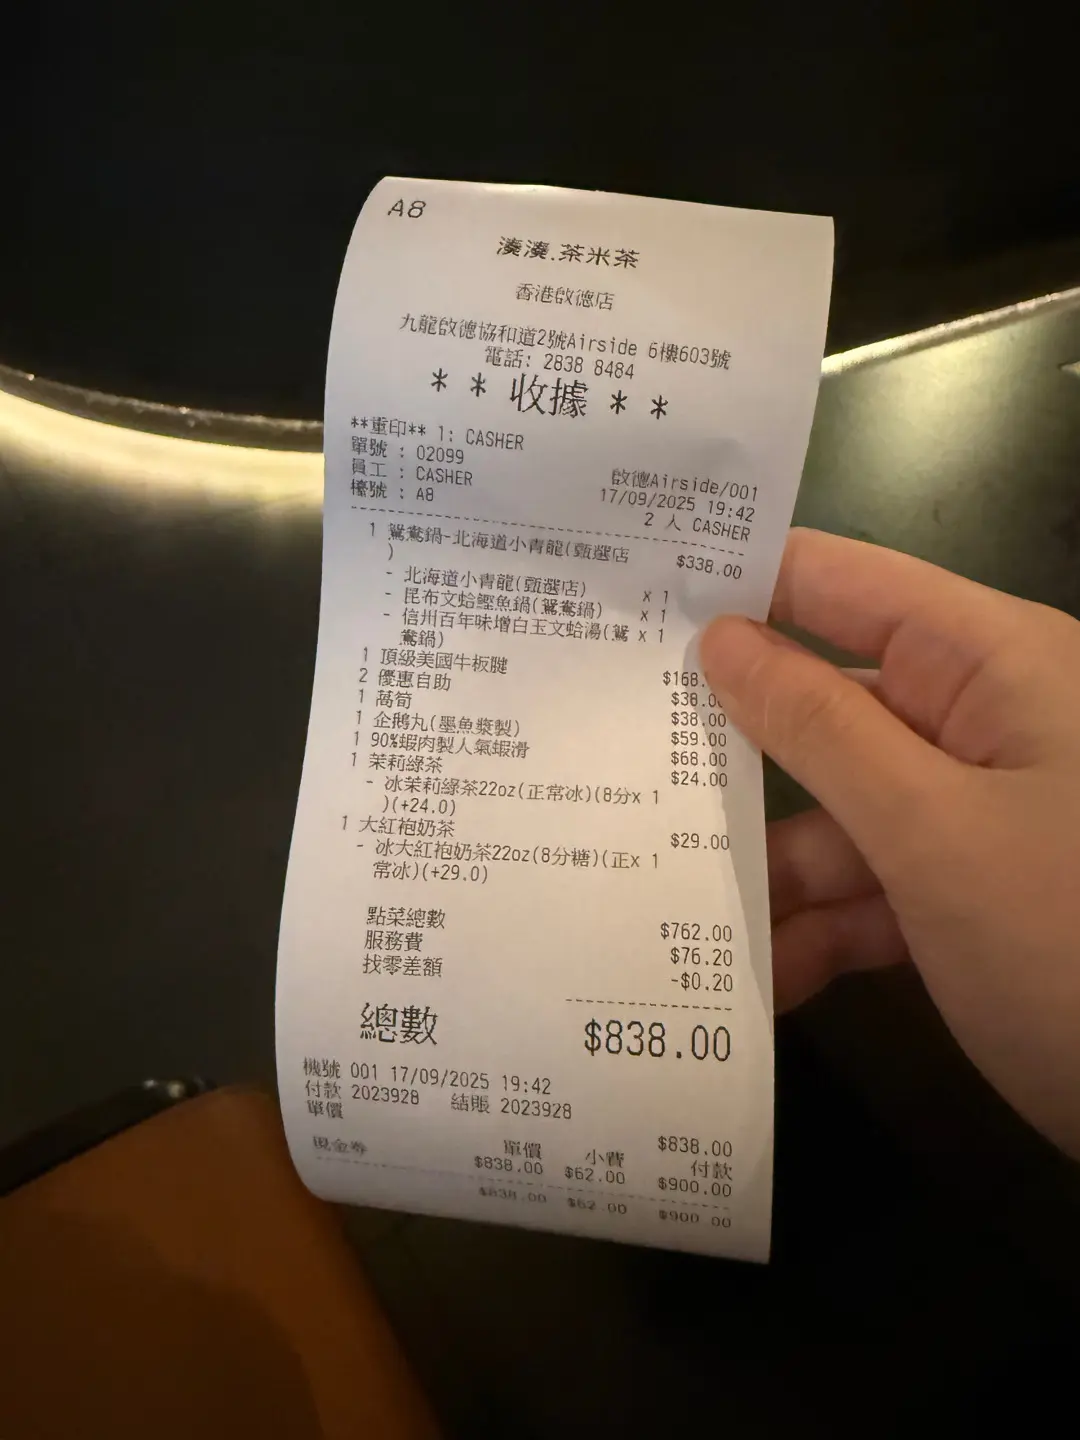 A8
湊湊.茶米茶
香港啟德店
九龍啟德協和道2號Airside 6樓603號
電話: 2838 8484
* * 收據 * *
**重印** 1: CASHER
單號 : 02099
員工 : CASHER 啟德Airside/001
檯號 : A8 17/09/2025 19:42
2 人 CASHER
1 鴛鴦鍋-北海道小青龍(甄選店 $338.00
)
- 北海道小青龍(甄選店) x 1
- 昆布文蛤鰹魚鍋(鴛鴦鍋) x 1
- 信州百年味增白玉文蛤湯(鴛 x 1
鴦鍋)
1 頂級美國牛板腱 $168.
2 優惠自助 $38.00
1 萵筍 $38.00
1 企鵝丸(墨魚漿製) $59.00
1 90%蝦肉製人氣蝦滑 $68.00
1 茉莉綠茶 $24.00
- 冰茉莉綠茶22oz(正常冰)(8分x 1
)(+24.0)
1 大紅袍奶茶 $29.00
- 冰大紅袍奶茶22oz(8分糖)(正x 1
常冰)(+29.0)
點菜總數 $762.00
服務費 $76.20
找零差額 -$0.20
總數 $838.00
機號 001 17/09/2025 19:42
付款 2023928 結賬 2023928
單價 $838.00
單價 小費 付款
現金券 $838.00 $62.00 $900.00
$838.00 $62.00 $900.00